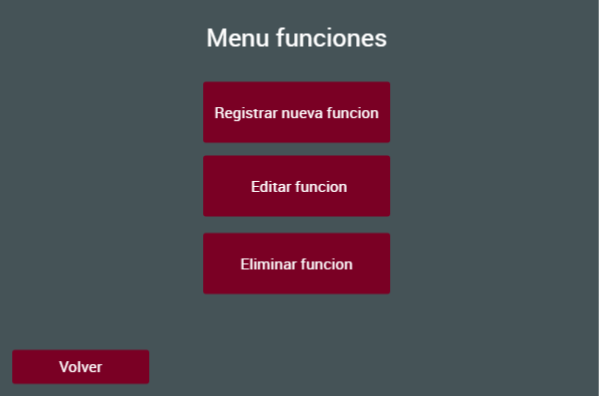 Menu funciones
Registrar nueva funcion
Editar funcion
Eliminar funcion
Volver